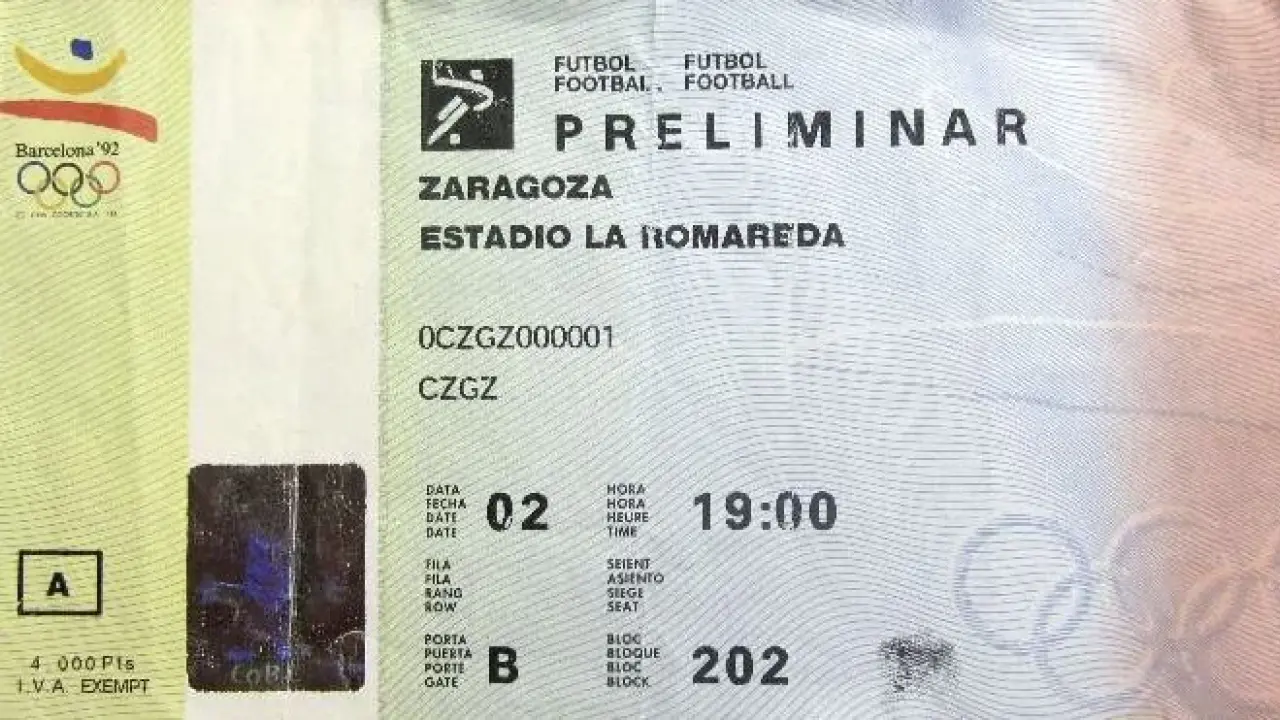 Barcelona'92
A
4.000 Pts
I.V.A. EXEMPT
FUTBOL FUTBOL
FOOTBALL FOOTBALL
PRELIMINAR
ZARAGOZA
ESTADIO LA ROMAREDA
0CZGZ000001
CZGZ
DATA
FECHA
DATE
DATE
02
HORA
HORA
HEURE
TIME
19:00
FILA
FILA
RANG
ROW
SEIENT
ASIENTO
SIEGE
SEAT
PORTA
PUERTA
PORTE
GATE
B
BLOC
BLOQUE
BLOC
BLOCK
202